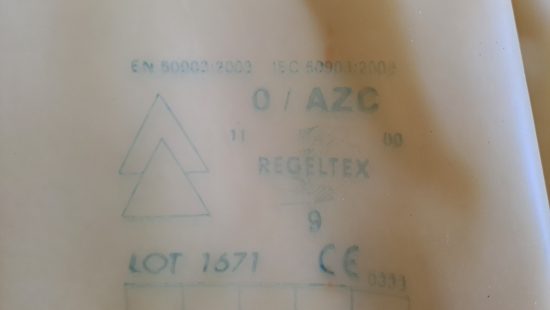 EN 60903:2003 IEC 60903:2002
0 / AZC
11 00
REGELTEX
9
LOT 1671 CE